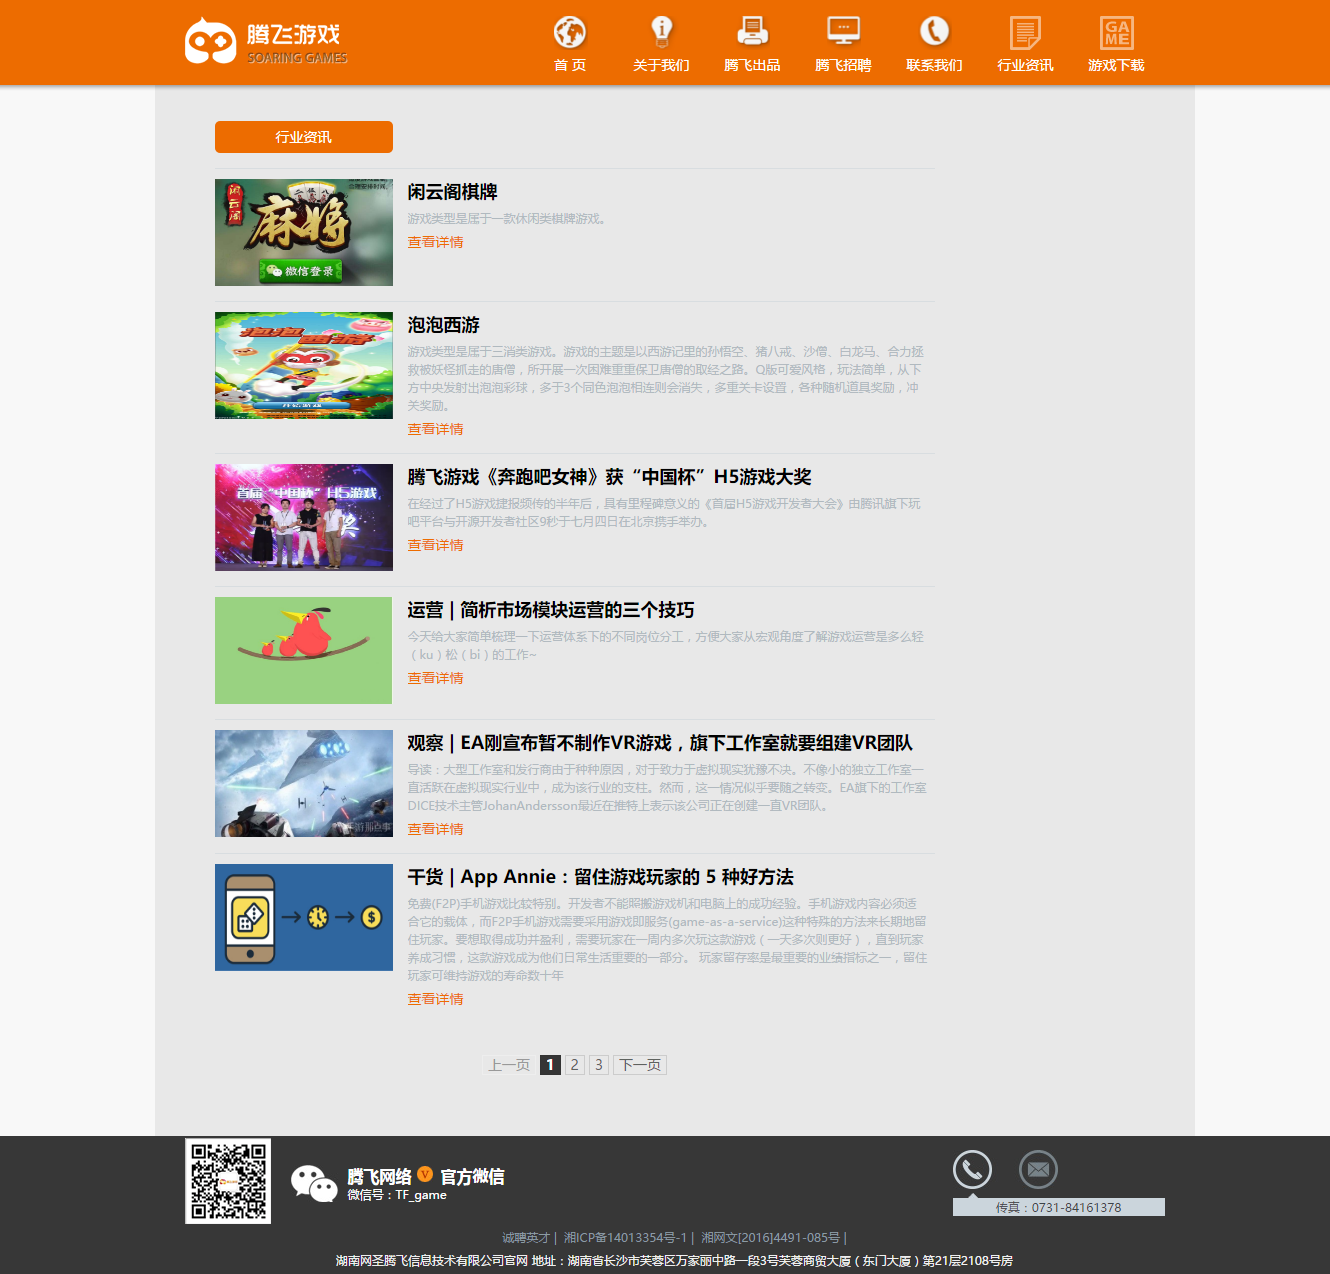 腾飞游戏
SOARING GAMES
首 页
关于我们
腾飞出品
腾飞招聘
联系我们
行业资讯
GAME
游戏下载
行业资讯
闲云阁
麻将
微信登录
闲云阁棋牌
游戏类型是属于一款休闲类棋牌游戏。
查看详情
泡泡西游
开始游戏
泡泡西游
游戏类型是属于三消类游戏。游戏的主题是以西游记里的孙悟空、猪八戒、沙僧、白龙马、合力拯
救被妖怪抓走的唐僧，所开展一次困难重重保卫唐僧的取经之路。Q版可爱风格，玩法简单，从下
方中央发射出泡泡彩球，多于3个同色泡泡相连则会消失，多重关卡设置，各种随机道具奖励，冲
关奖励。
查看详情
首届“中国杯”H5游戏
奖
腾飞游戏《奔跑吧女神》获“中国杯”H5游戏大奖
在经过了H5游戏捷报频传的半年后，具有里程碑意义的《首届H5游戏开发者大会》由腾讯旗下玩
吧平台与开源开发者社区9秒于七月四日在北京携手举办。
查看详情
运营 | 简析市场模块运营的三个技巧
今天给大家简单梳理一下运营体系下的不同岗位分工，方便大家从宏观角度了解游戏运营是多么轻
（ku）松（bi）的工作~
查看详情
手游那点事
观察 | EA刚宣布暂不制作VR游戏，旗下工作室就要组建VR团队
导读：大型工作室和发行商由于种种原因，对于致力于虚拟现实犹豫不决。不像小的独立工作室一
直活跃在虚拟现实行业中，成为该行业的支柱。然而，这一情况似乎要随之转变。EA旗下的工作室
DICE技术主管JohanAndersson最近在推特上表示该公司正在创建一直VR团队。
查看详情
$
干货 | App Annie：留住游戏玩家的 5 种好方法
免费(F2P)手机游戏比较特别。开发者不能照搬游戏机和电脑上的成功经验。手机游戏内容必须适
合它的载体，而F2P手机游戏需要采用游戏即服务(game-as-a-service)这种特殊的方法来长期地留
住玩家。要想取得成功并盈利，需要玩家在一周内多次玩这款游戏（一天多次则更好），直到玩家
养成习惯，这款游戏成为他们日常生活重要的一部分。 玩家留存率是最重要的业绩指标之一，留住
玩家可维持游戏的寿命数十年
查看详情
上一页 1 2 3 下一页
腾飞网络 V 官方微信
微信号：TF_game
传真：0731-84161378
诚聘英才 | 湘ICP备14013354号-1 | 湘网文[2016]4491-085号 |
湖南网圣腾飞信息技术有限公司官网 地址：湖南省长沙市芙蓉区万家丽中路一段3号芙蓉商贸大厦（东门大厦）第21层2108号房